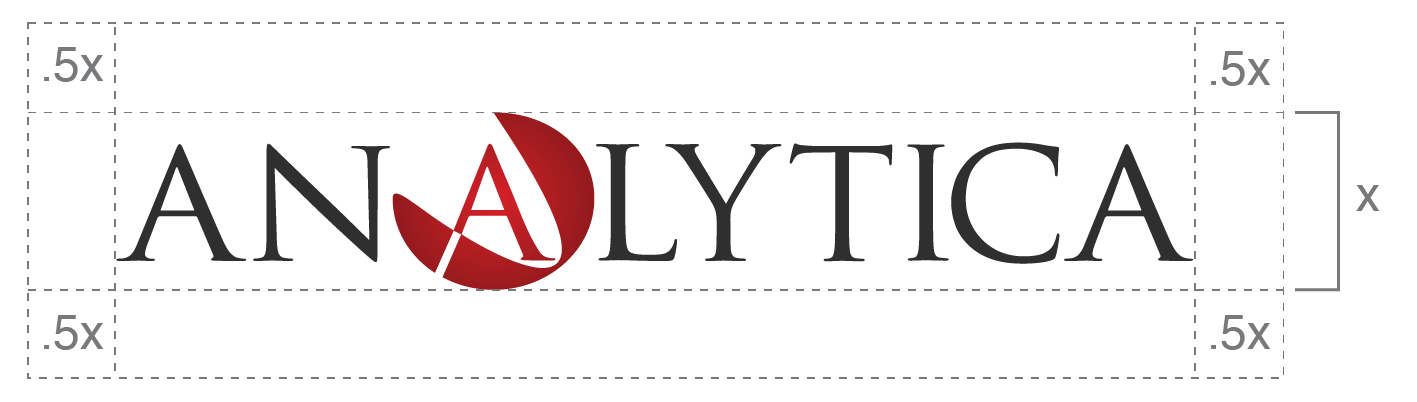 .5x .5x
ANALYTICA
x
.5x .5x